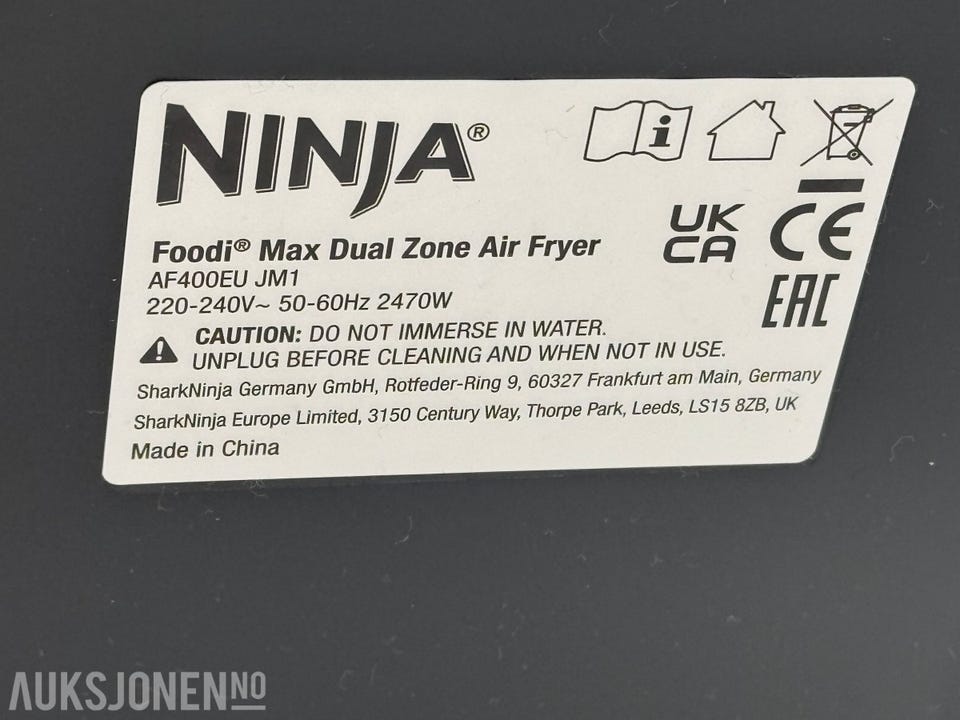 NINJA®
Foodi® Max Dual Zone Air Fryer
AF400EU JM1
220-240V~ 50-60Hz 2470W
CAUTION: DO NOT IMMERSE IN WATER.
UNPLUG BEFORE CLEANING AND WHEN NOT IN USE.
SharkNinja Germany GmbH, Rotfeder-Ring 9, 60327 Frankfurt am Main, Germany
SharkNinja Europe Limited, 3150 Century Way, Thorpe Park, Leeds, LS15 8ZB, UK
Made in China
i
UK
CA
CE
EAC
AUKSJONEN NO